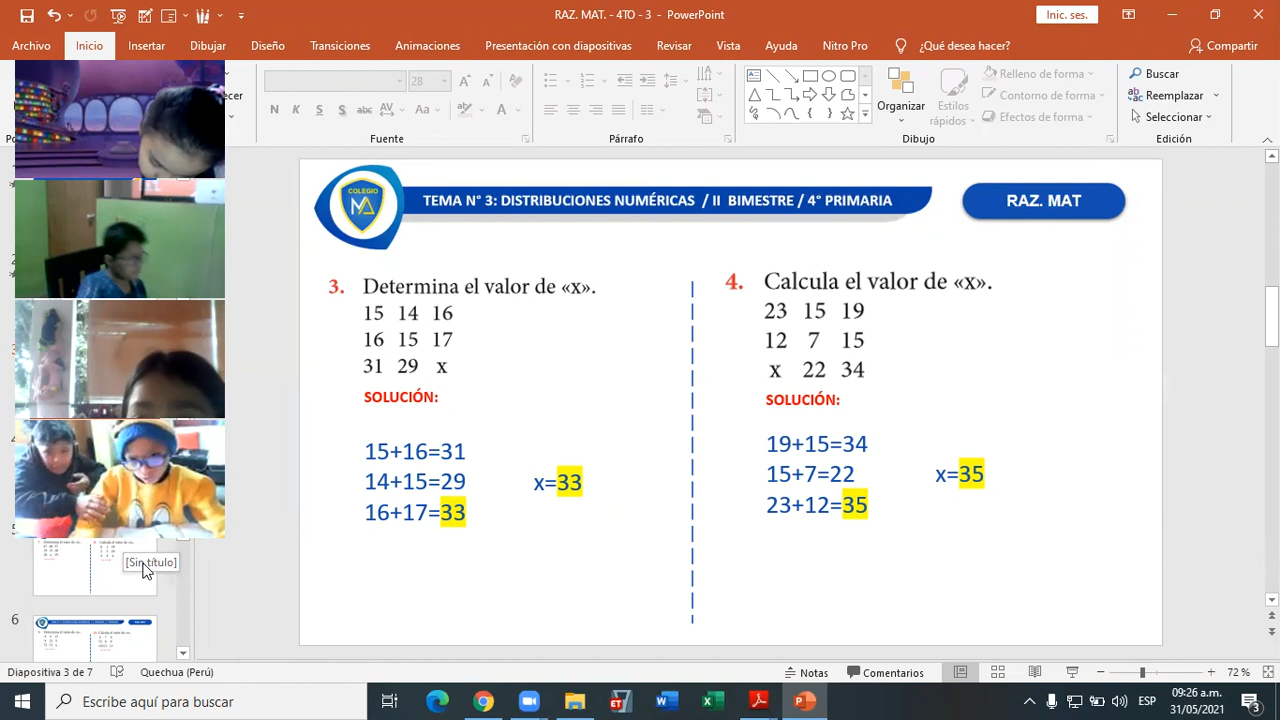 RAZ. MAT. - 4TO - 3 - PowerPoint
Inic. ses.
Archivo Inicio Insertar Dibujar Diseño Transiciones Animaciones Presentación con diapositivas Revisar Vista Ayuda Nitro Pro ¿Qué desea hacer? Compartir
28
N K S S abc AV Aa A
Organizar
Estilos rápidos
Relleno de forma
Contorno de forma
Efectos de forma
Buscar
Reemplazar
Seleccionar
Fuente Párrafo Dibujo Edición
COLEGIO
TEMA N° 3: DISTRIBUCIONES NUMÉRICAS / II BIMESTRE / 4° PRIMARIA
RAZ. MAT
3. Determina el valor de «x».
15 14 16
16 15 17
31 29 x
SOLUCIÓN:
15+16=31
14+15=29
16+17=33
x=33
4. Calcula el valor de «x».
23 15 19
12 7 15
x 22 34
SOLUCIÓN:
19+15=34
15+7=22
23+12=35
x=35
[Sin título]
6
Diapositiva 3 de 7 Quechua (Perú) Notas Comentarios 72 %
Escribe aquí para buscar
ESP
09:26 a.m.
31/05/2021
3